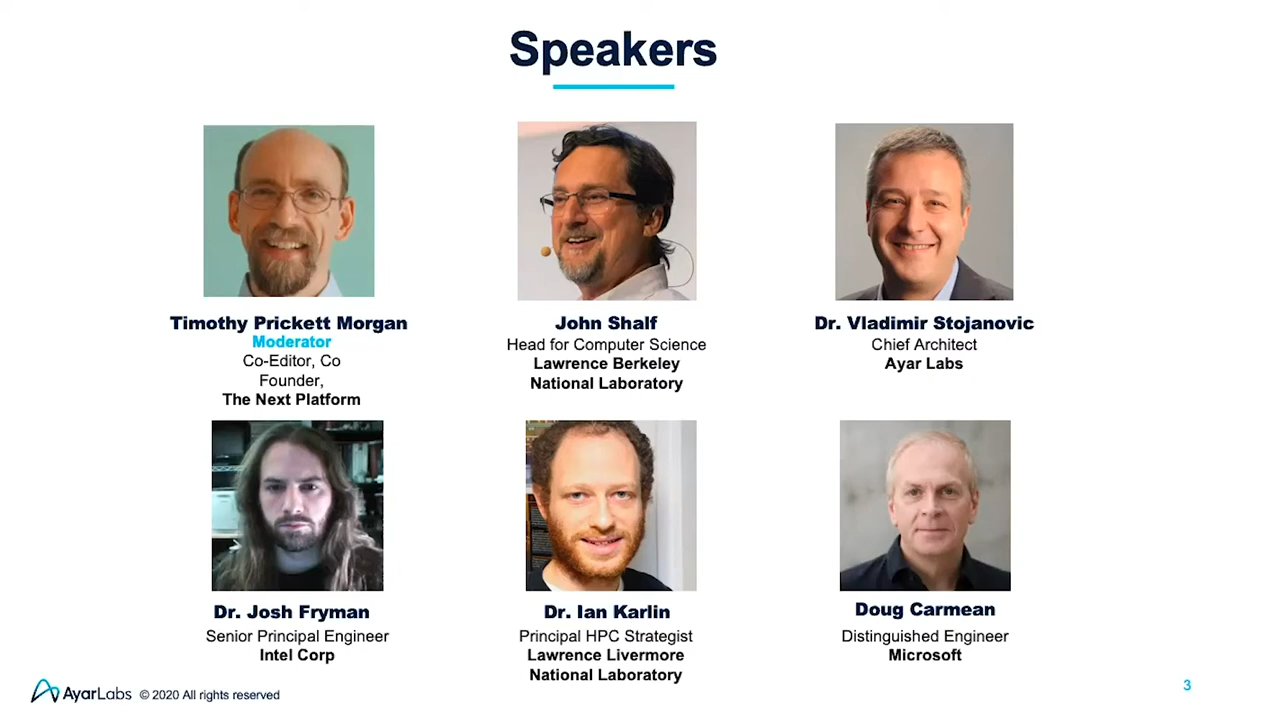 Speakers
Timothy Prickett Morgan
Moderator
Co-Editor, Co
Founder,
The Next Platform
John Shalf
Head for Computer Science
Lawrence Berkeley
National Laboratory
Dr. Vladimir Stojanovic
Chief Architect
Ayar Labs
Dr. Josh Fryman
Senior Principal Engineer
Intel Corp
Dr. Ian Karlin
Principal HPC Strategist
Lawrence Livermore
National Laboratory
Doug Carmean
Distinguished Engineer
Microsoft
AyarLabs © 2020 All rights reserved
3